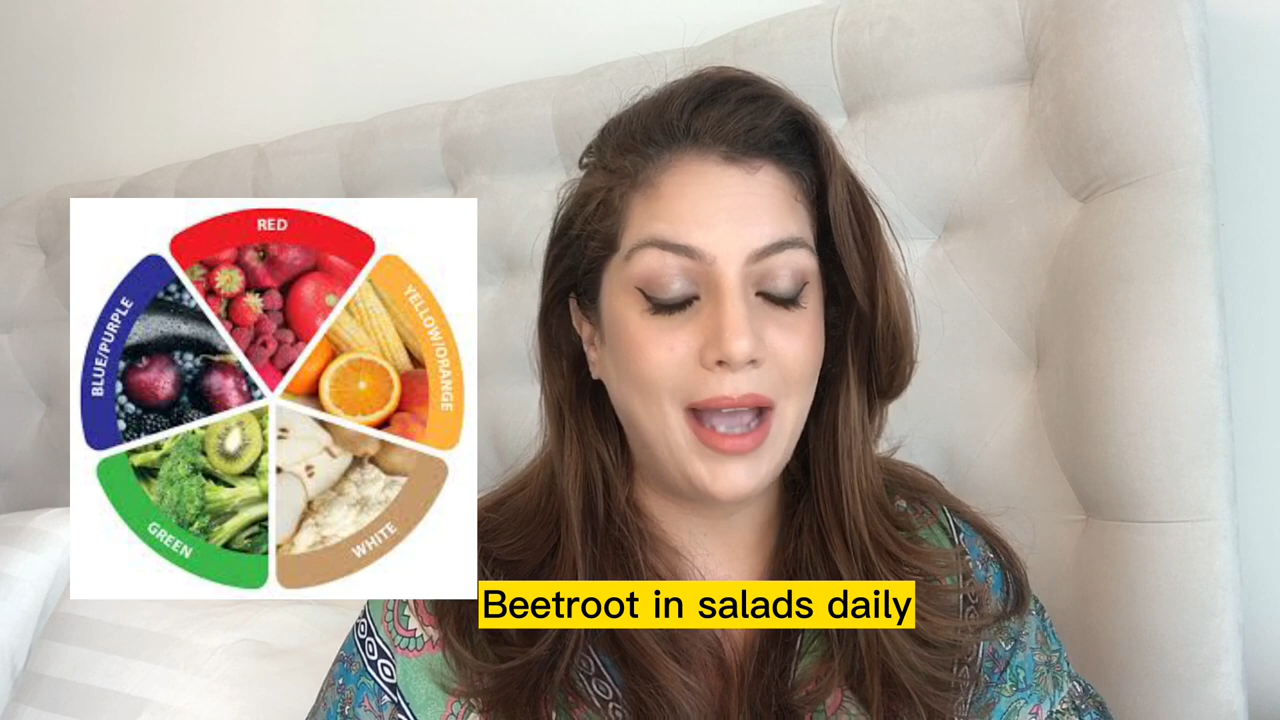 RED
BLUE/PURPLE
YELLOW/ORANGE
GREEN
WHITE
Beetroot in salads daily